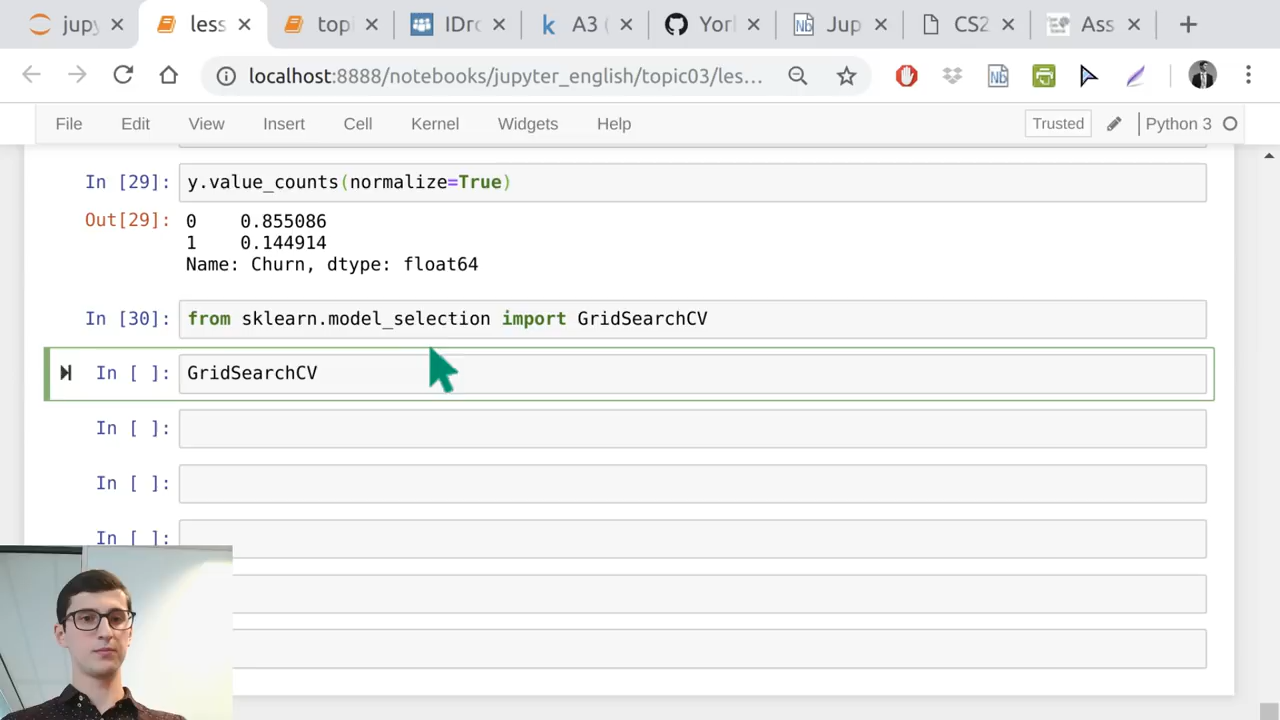 jupy
less
top
IDro
A3 (
Yorl
Jup
CS2
Ass
localhost:8888/notebooks/jupyter_english/topic03/les...
File Edit View Insert Cell Kernel Widgets Help Trusted Python 3
In [29]: y.value_counts(normalize=True)
Out[29]: 0 0.855086
1 0.144914
Name: Churn, dtype: float64
In [30]: from sklearn.model_selection import GridSearchCV
In [ ]: GridSearchCV
In [ ]:
In [ ]:
In [ ]: